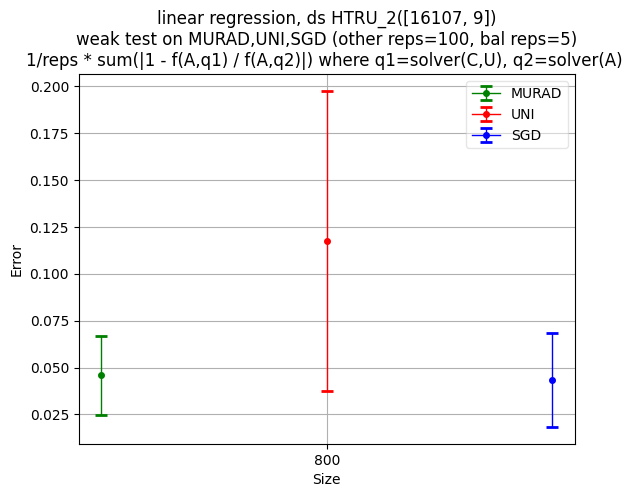 linear regression, ds HTRU_2([16107, 9])
weak test on MURAD,UNI,SGD (other reps=100, bal reps=5)
1/reps * sum(|1 - f(A,q1) / f(A,q2)|) where q1=solver(C,U), q2=solver(A)
0.200
0.175
0.150
0.125
0.100
0.075
0.050
0.025
Error
MURAD
UNI
SGD
800
Size